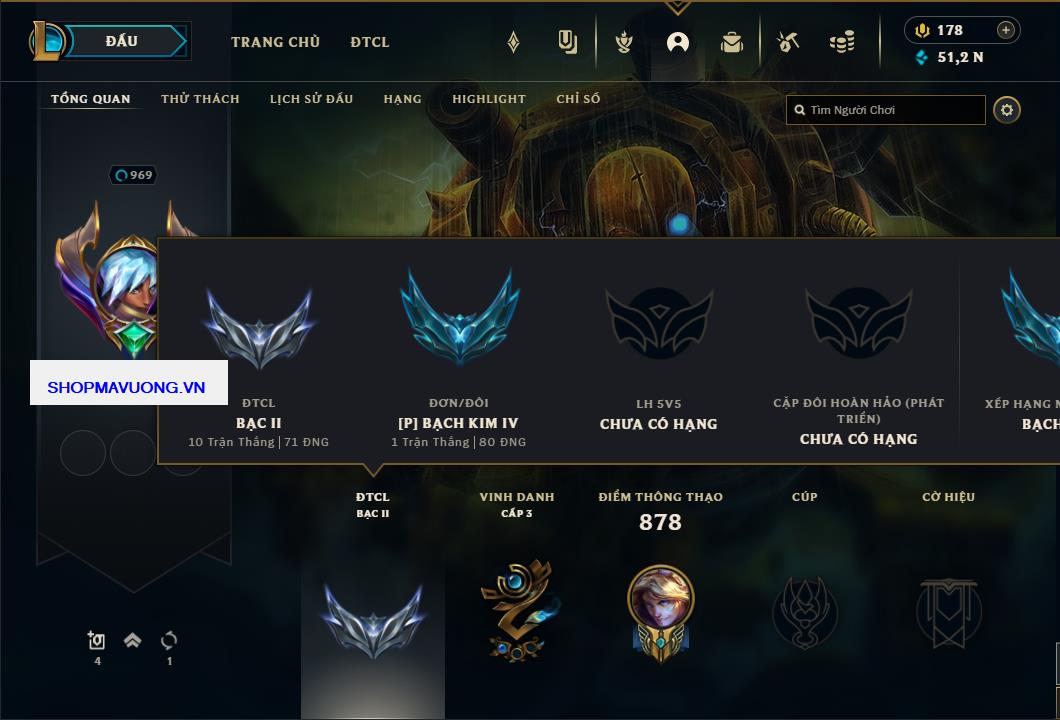 ĐẤU
TRANG CHỦ
ĐTCL
178
51,2 N
TỔNG QUAN
THỬ THÁCH
LỊCH SỬ ĐẤU
HẠNG
HIGHLIGHT
CHỈ SỐ
Tìm Người Chơi
969
SHOPMAVUONG.VN
ĐTCL
BẠC II
10 Trận Thắng | 71 ĐNG
ĐƠN/ĐÔI
[P] BẠCH KIM IV
1 Trận Thắng | 80 ĐNG
LH 5V5
CHƯA CÓ HẠNG
CẶP ĐÔI HOÀN HẢO (PHÁT
TRIỂN)
CHƯA CÓ HẠNG
XẾP HẠNG
BẠCH
ĐTCL
BẠC II
VINH DANH
CẤP 3
ĐIỂM THÔNG THẠO
878
CÚP
CỜ HIỆU
4
1